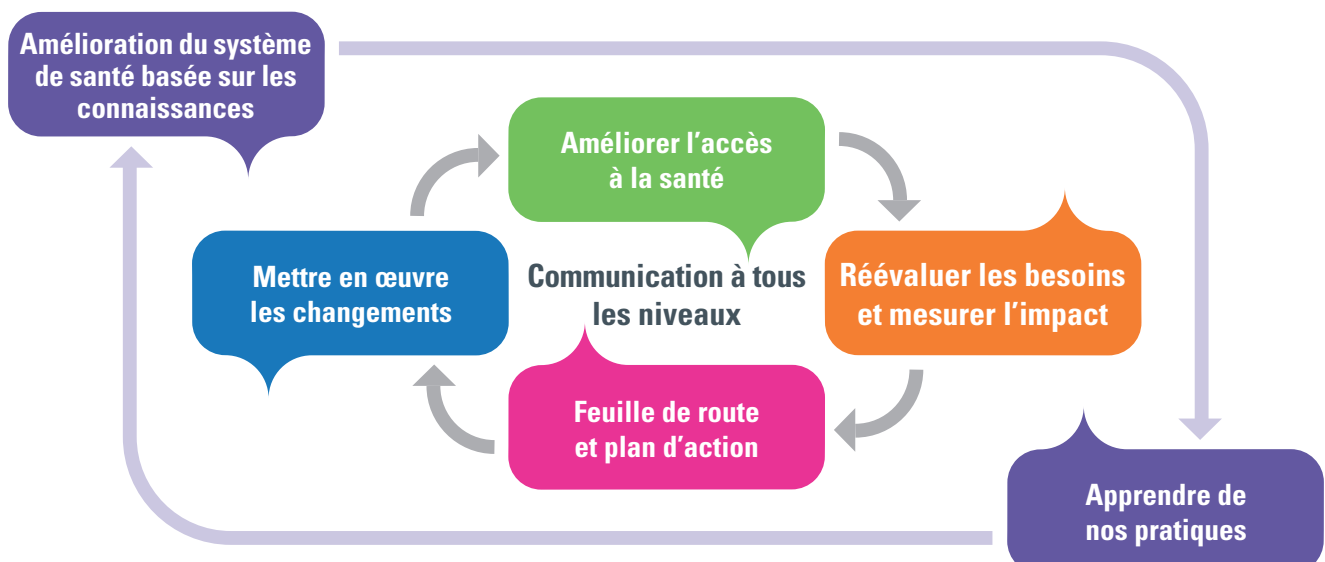 Amélioration du système
de santé basée sur les
connaissances
Améliorer l’accès
à la santé
Mettre en œuvre
les changements
Communication à tous
les niveaux
Réévaluer les besoins
et mesurer l’impact
Feuille de route
et plan d’action
Apprendre de
nos pratiques